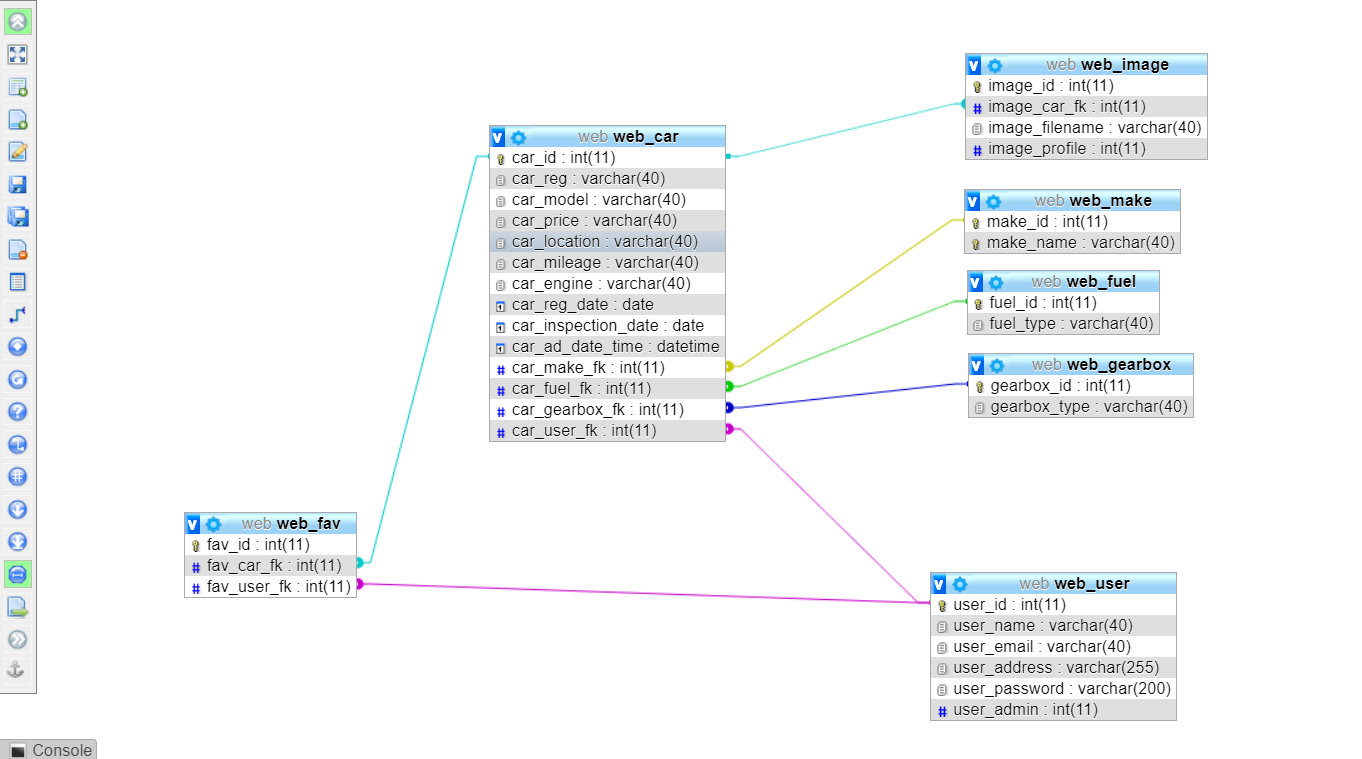 web web_image
image_id : int(11)
image_car_fk : int(11)
image_filename : varchar(40)
image_profile : int(11)
web web_car
car_id : int(11)
car_reg : varchar(40)
car_model : varchar(40)
car_price : varchar(40)
car_location : varchar(40)
car_mileage : varchar(40)
car_engine : varchar(40)
car_reg_date : date
car_inspection_date : date
car_ad_date_time : datetime
car_make_fk : int(11)
car_fuel_fk : int(11)
car_gearbox_fk : int(11)
car_user_fk : int(11)
web web_make
make_id : int(11)
make_name : varchar(40)
web web_fuel
fuel_id : int(11)
fuel_type : varchar(40)
web web_gearbox
gearbox_id : int(11)
gearbox_type : varchar(40)
web web_fav
fav_id : int(11)
fav_car_fk : int(11)
fav_user_fk : int(11)
web web_user
user_id : int(11)
user_name : varchar(40)
user_email : varchar(40)
user_address : varchar(255)
user_password : varchar(200)
user_admin : int(11)
Console